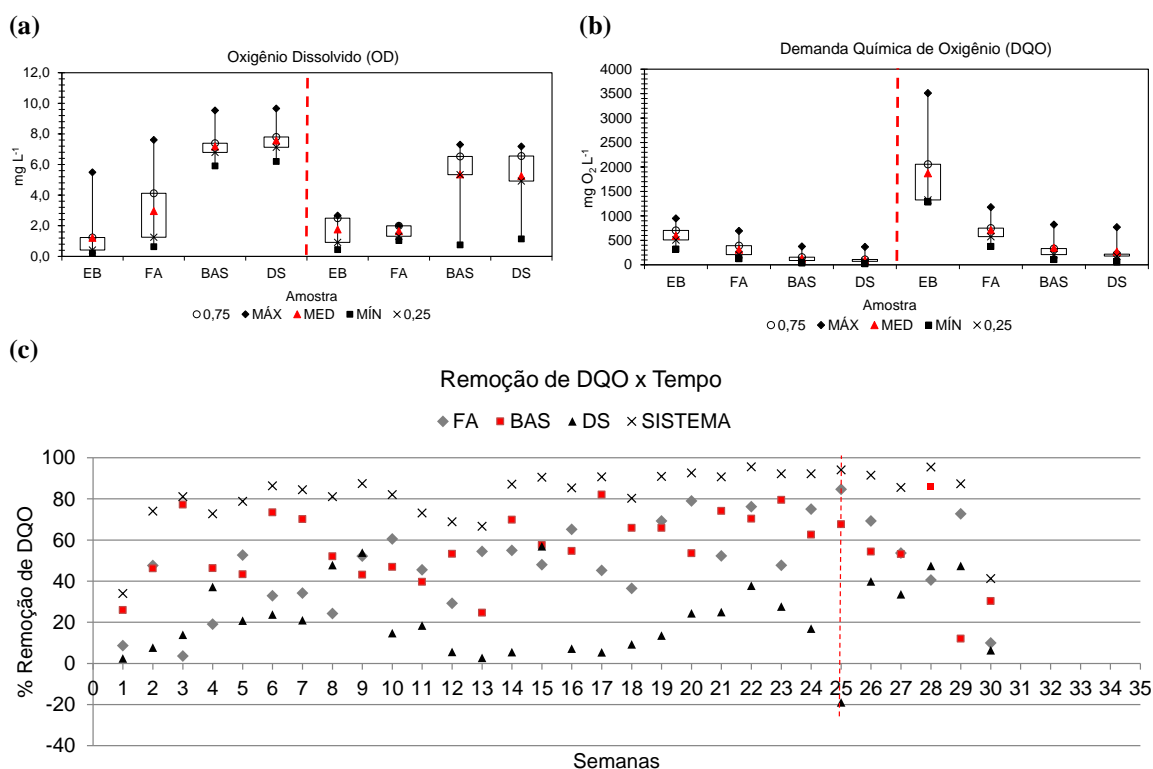 (a)
Oxigênio Dissolvido (OD)
12,0
10,0
8,0
6,0
4,0
2,0
0,0
mg L⁻¹
EB FA BAS DS EB FA BAS DS
Amostra
0,75 MÁX MED MÍN 0,25
(b)
Demanda Química de Oxigênio (DQO)
4000
3500
3000
2500
2000
1500
1000
500
0
mg O₂ L⁻¹
EB FA BAS DS EB FA BAS DS
Amostra
0,75 MÁX MED MÍN 0,25
(c)
Remoção de DQO x Tempo
FA BAS DS SISTEMA
100
80
60
40
20
0
-20
-40
% Remoção de DQO
0 1 2 3 4 5 6 7 8 9 10 11 12 13 14 15 16 17 18 19 20 21 22 23 24 25 26 27 28 29 30 31 32 33 34 35
Semanas